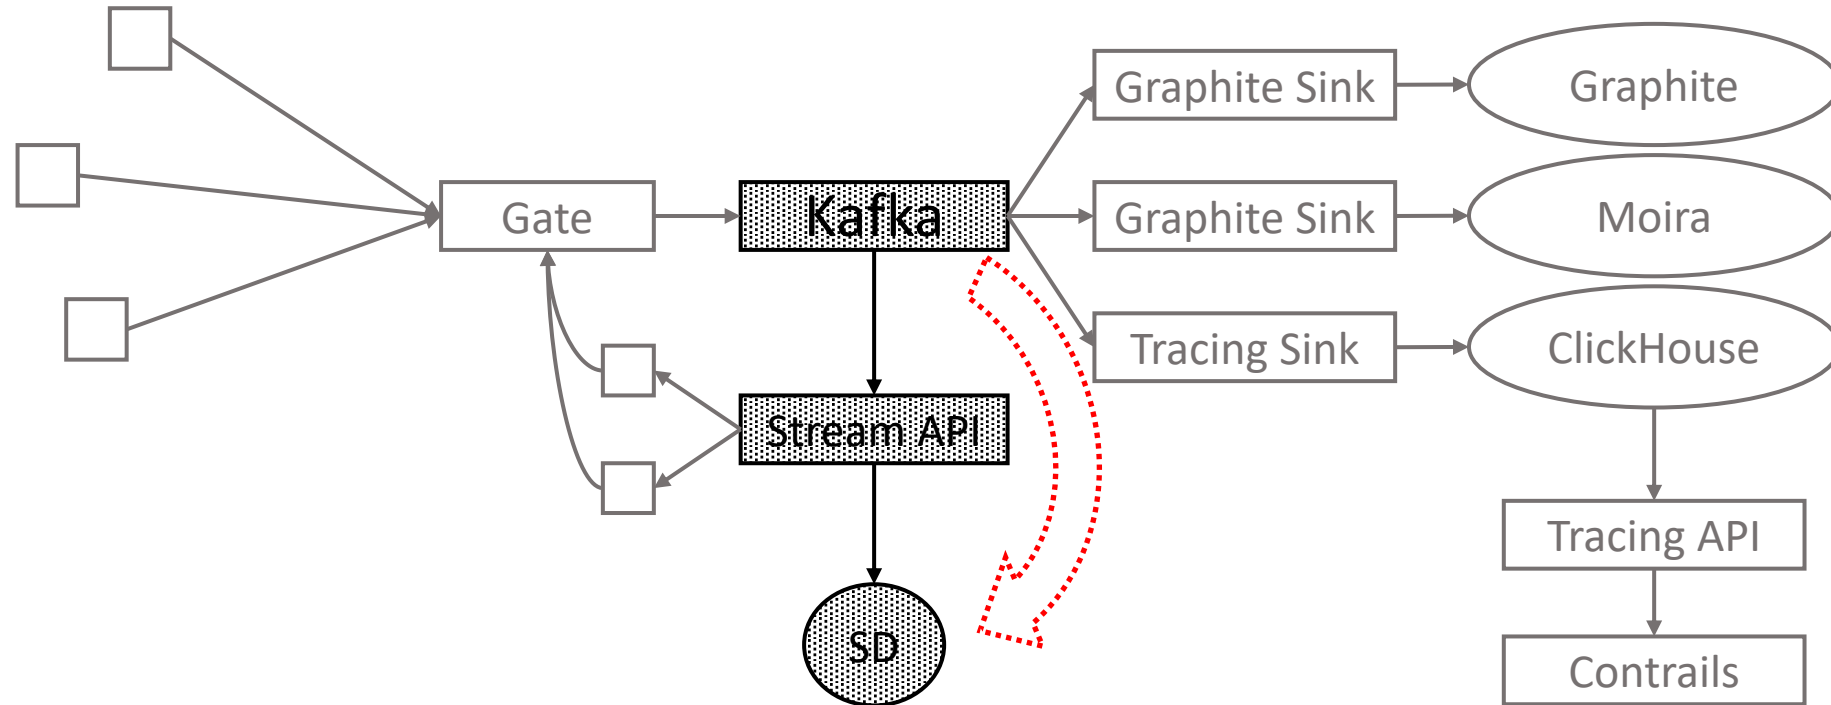 Graphite Sink
Graphite
Gate
Kafka
Graphite Sink
Moira
Tracing Sink
ClickHouse
Stream API
Tracing API
SD
Contrails